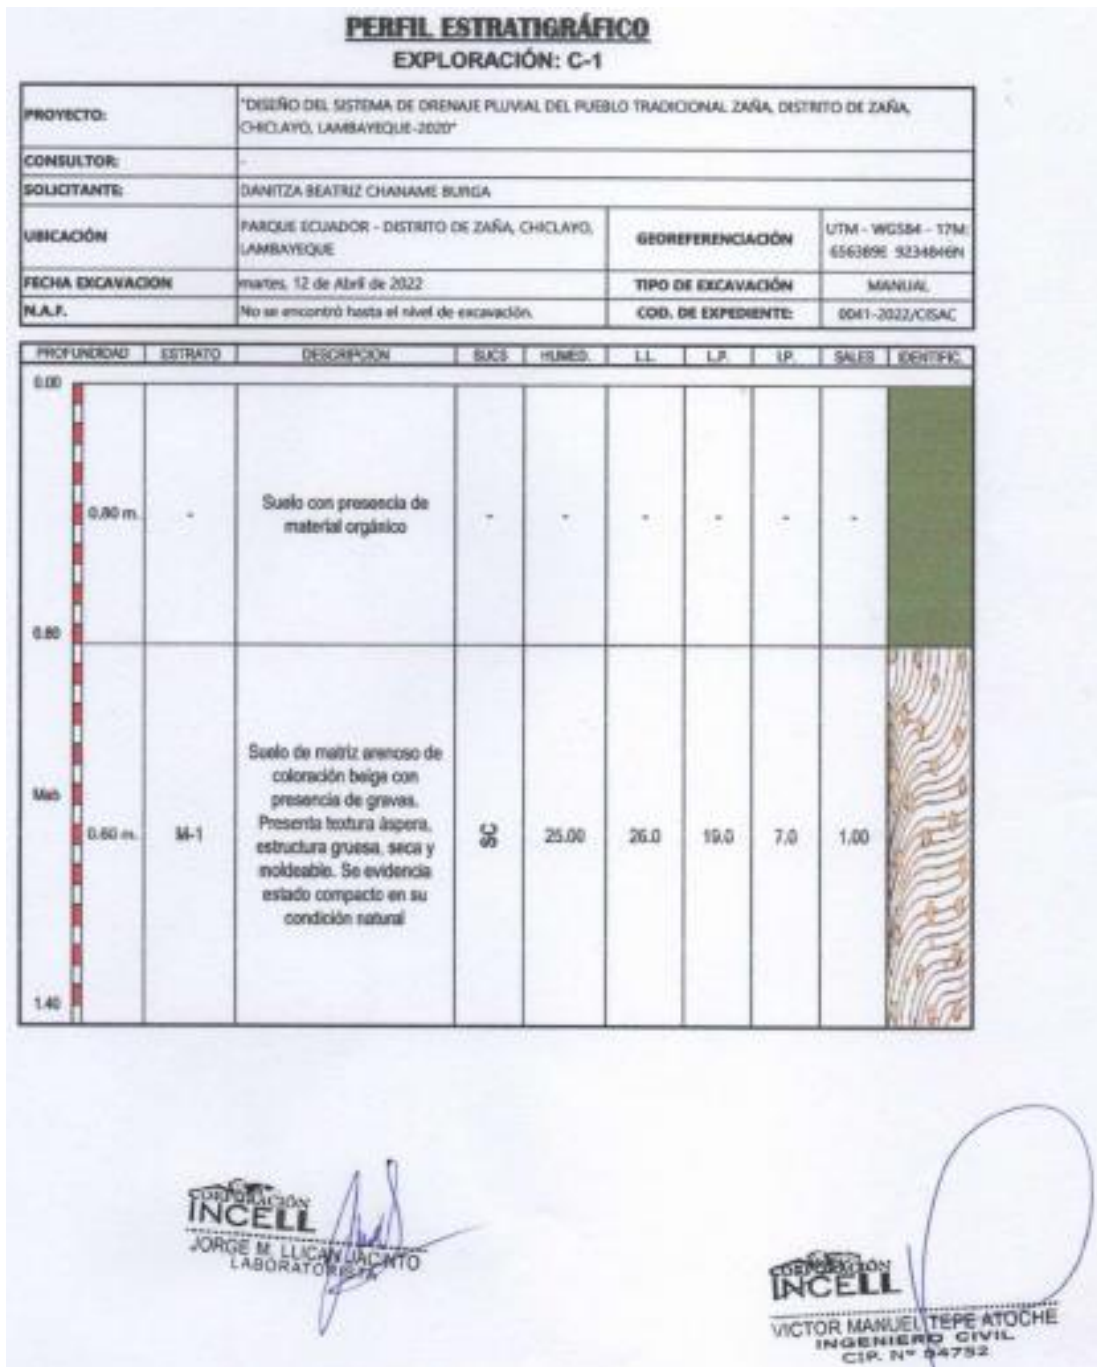 PERFIL ESTRATIGRÁFICO
EXPLORACIÓN: C-1
PROYECTO: "DISEÑO DEL SISTEMA DE DRENAJE PLUVIAL DEL PUEBLO TRADICIONAL ZAÑA, DISTRITO DE ZAÑA,
CHICLAYO, LAMBAYEQUE-2020"
CONSULTOR: -
SOLICITANTE: DANITZA BEATRIZ CHANAME BURGA
UBICACIÓN PARQUE ECUADOR - DISTRITO DE ZAÑA, CHICLAYO,
LAMBAYEQUE
GEOREFERENCIACIÓN UTM - WGS84 - 17M:
656389E 9234846N
FECHA EXCAVACION martes, 12 de Abril de 2022 TIPO DE EXCAVACIÓN MANUAL
N.A.F. No se encontró hasta el nivel de excavación. COD. DE EXPEDIENTE: 0041-2022/CISAC
PROFUNDIDAD ESTRATO DESCRIPCION SUCS HUMED. L.L. L.P. I.P. SALES IDENTIFIC.
0.00
Suelo con presencia de
material orgánico
0.80 m. - - - - - - -
0.80
Suelo de matriz arenoso de
coloración beige con
presencia de gravas.
Presenta textura áspera,
estructura gruesa, seca y
moldeable. Se evidencia
estado compacto en su
condición natural
0.60 m. M-1 SC 25.00 26.0 19.0 7.0 1.00
1.40
CORPORACIÓN
INCELL
JORGE M. LLICAN JACINTO
LABORATORISTA
CORPORACIÓN
INCELL
VICTOR MANUEL TEPE ATOCHE
INGENIERO CIVIL
CIP. N° 94752